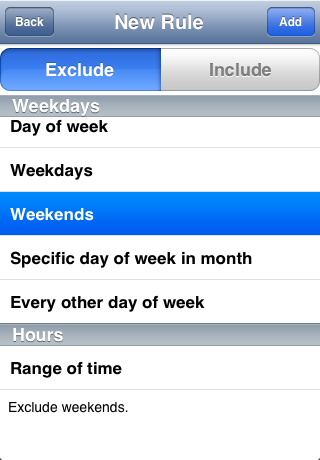 Back New Rule Add
Exclude Include
Weekdays
Day of week
Weekdays
Weekends
Specific day of week in month
Every other day of week
Hours
Range of time
Exclude weekends.